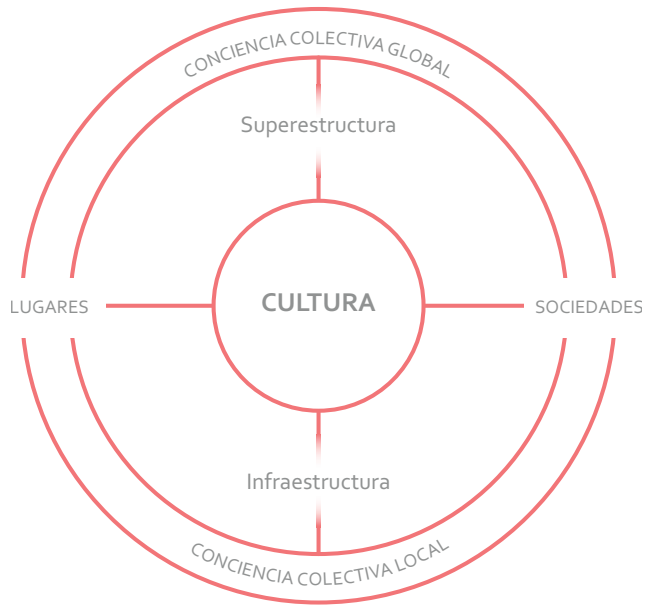 CONCIENCIA COLECTIVA GLOBAL
Superestructura
LUGARES
CULTURA
SOCIEDADES
Infraestructura
CONCIENCIA COLECTIVA LOCAL